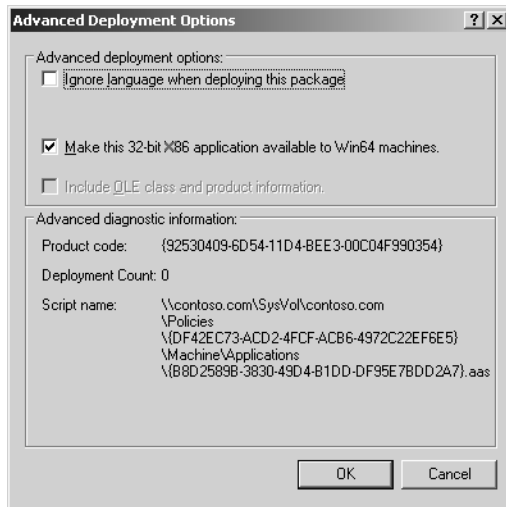 Advanced Deployment Options
Advanced deployment options:
Ignore language when deploying this package
Make this 32-bit X86 application available to Win64 machines.
Include OLE class and product information.
Advanced diagnostic information:
Product code: {92530409-6D54-11D4-BEE3-00C04F990354}
Deployment Count: 0
Script name: \\contoso.com\SysVol\contoso.com
\Policies
\{DF42EC73-ACD2-4FCF-ACB6-4972C22EF6E5}
\Machine\Applications
\{B8D2589B-3830-49D4-B1DD-DF95E7BDD2A7}.aas
OK Cancel